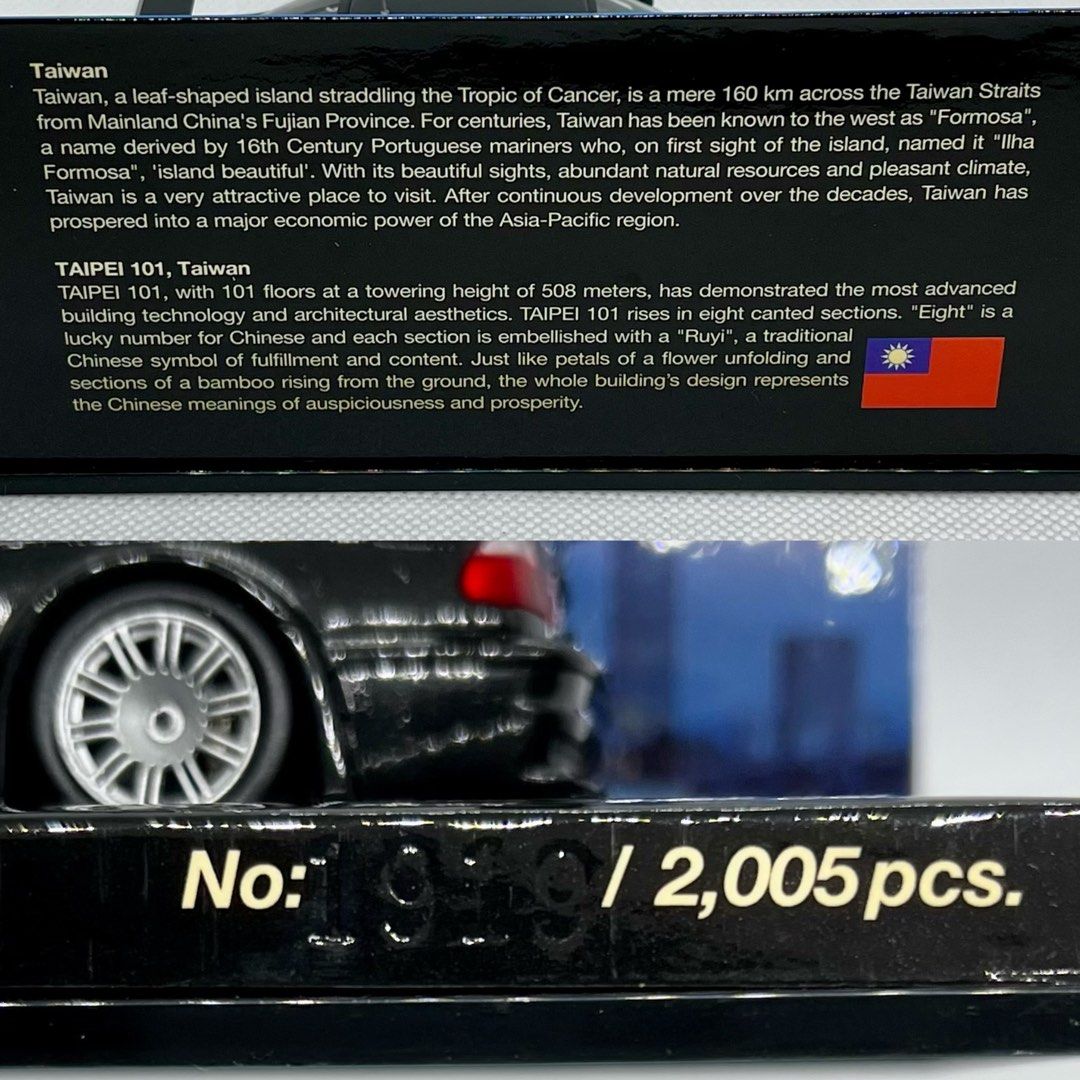 Taiwan
Taiwan, a leaf-shaped island straddling the Tropic of Cancer, is a mere 160 km across the Taiwan Straits
from Mainland China's Fujian Province. For centuries, Taiwan has been known to the west as "Formosa",
a name derived by 16th Century Portuguese mariners who, on first sight of the island, named it "Ilha
Formosa", 'island beautiful'. With its beautiful sights, abundant natural resources and pleasant climate,
Taiwan is a very attractive place to visit. After continuous development over the decades, Taiwan has
prospered into a major economic power of the Asia-Pacific region.
TAIPEI 101, Taiwan
TAIPEI 101, with 101 floors at a towering height of 508 meters, has demonstrated the most advanced
building technology and architectural aesthetics. TAIPEI 101 rises in eight canted sections. "Eight" is a
lucky number for Chinese and each section is embellished with a "Ruyi", a traditional
Chinese symbol of fulfillment and content. Just like petals of a flower unfolding and
sections of a bamboo rising from the ground, the whole building's design represents
the Chinese meanings of auspiciousness and prosperity.
No: 1919 / 2,005 pcs.